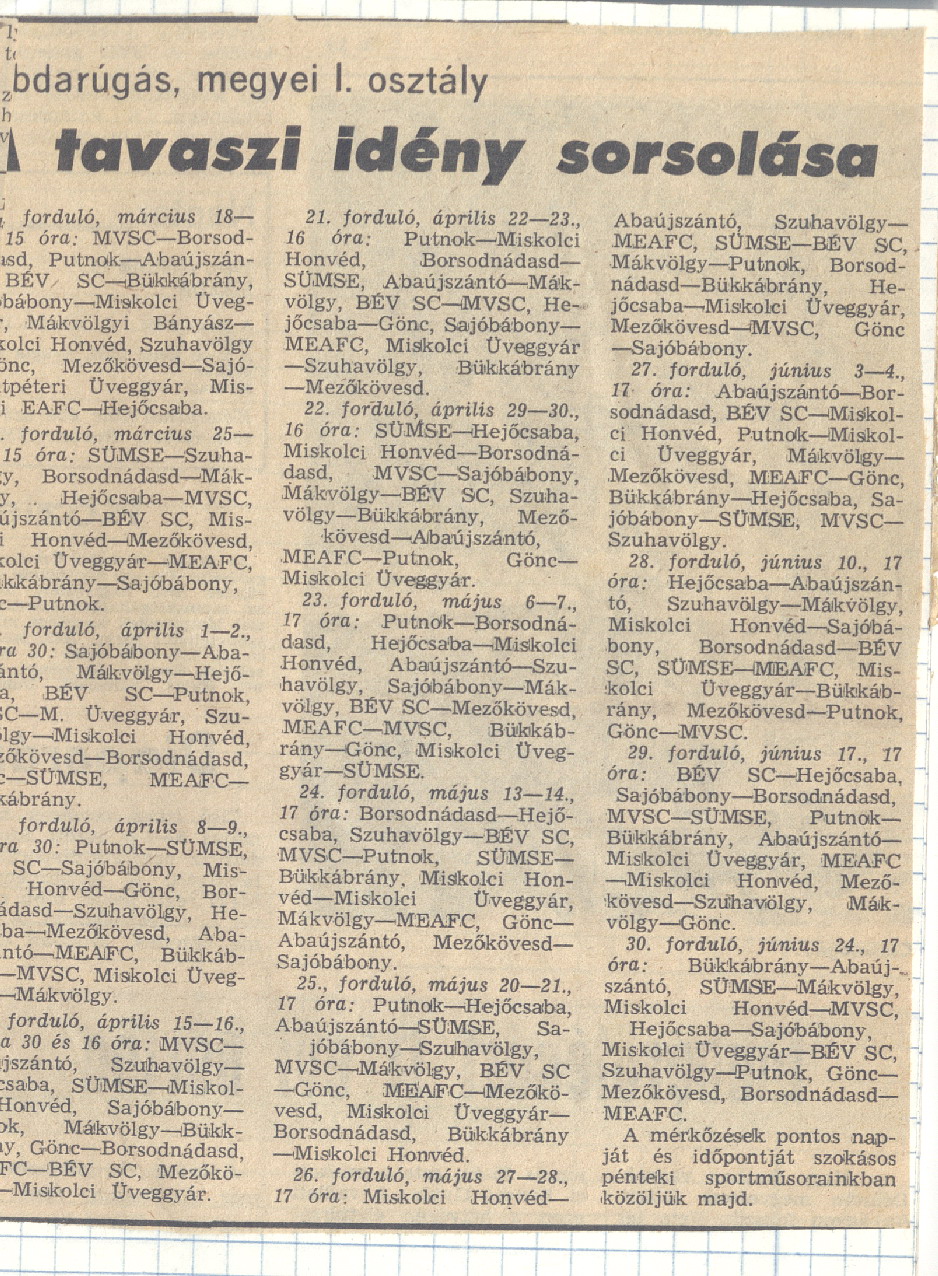 bdarúgás, megyei I. osztály
A tavaszi idény sorsolása
forduló, március 18—
15 óra: MVSC—Borsod-
asd, Putnok—Abaújszán-
BÉV SC—Bükkábrány,
óbábony—Miskolci Üveg-
r, Mákvölgyi Bányász—
kolci Honvéd, Szuhavölgy
önc, Mezőkövesd—Sajó-
tpéteri Üveggyár, Mis-
i EAFC—Hejőcsaba.
. forduló, március 25—
15 óra: SÜMSE—Szuha-
gy, Borsodnádasd—Mák-
y, .. Hejőcsaba—MVSC,
újszántó—BÉV SC, Mis-
i Honvéd—Mezőkövesd,
kolci Üveggyár—MEAFC,
kkábrány—Sajóbábony,
c—Putnok.
. forduló, április 1—2.,
ra 30: Sajóbábony—Aba-
ántó, Mákvölgy—Hejő-
a, BÉV SC—Putnok,
SC—M. Üveggyár, Szu-
ölgy—Miskolci Honvéd,
zőkövesd—Borsodnádasd,
c—SÜMSE, MEAFC—
kábrány.
forduló, április 8—9.,
ra 30: Putnok—SÜMSE,
SC—Sajóbábony, Mis-
Honvéd—Gönc, Bor-
ádasd—Szuhavölgy, He-
ba—Mezőkövesd, Aba-
ntó—MEAFC, Bükkáb-
—MVSC, Miskolci Üveg-
—Mákvölgy.
forduló, április 15—16.,
a 30 és 16 óra: MVSC—
jszántó, Szuhavölgy—
csaba, SÜMSE—Miskol-
Honvéd, Sajóbábony—
ok, Mákvölgy—Bükk-
ny, Gönc—Borsodnádasd,
FC—BÉV SC, Mezőkö-
—Miskolci Üveggyár.
21. forduló, április 22—23.,
16 óra: Putnok—Miskolci
Honvéd, Borsodnádasd—
SÜMSE, Abaújszántó—Mák-
völgy, BÉV SC—MVSC, He-
jőcsaba—Gönc, Sajóbábony—
MEAFC, Miskolci Üveggyár
—Szuhavölgy, Bükkábrány
—Mezőkövesd.
22. forduló, április 29—30.,
16 óra: SÜMSE—Hejőcsaba,
Miskolci Honvéd—Borsodná-
dasd, MVSC—Sajóbábony,
Mákvölgy—BÉV SC, Szuha-
völgy—Bükkábrány, Mező-
kövesd—Abaújszántó,
MEAFC—Putnok, Gönc—
Miskolci Üveggyár.
23. forduló, május 6—7.,
17 óra: Putnok—Borsodná-
dasd, Hejőcsaba—Miskolci
Honvéd, Abaújszántó—Szu-
havölgy, Sajóbábony—Mák-
völgy, BÉV SC—Mezőkövesd,
MEAFC—MVSC, Bükkáb-
rány—Gönc, Miskolci Üveg-
gyár—SÜMSE.
24. forduló, május 13—14.,
17 óra: Borsodnádasd—Hejő-
csaba, Szuhavölgy—BÉV SC,
MVSC—Putnok, SÜMSE—
Bükkábrány, Miskolci Hon-
véd—Miskolci Üveggyár,
Mákvölgy—MEAFC, Gönc—
Abaújszántó, Mezőkövesd—
Sajóbábony.
25., forduló, május 20—21.,
17 óra: Putnok—Hejőcsaba,
Abaújszántó—SÜMSE, Sa-
jóbábony—Szuhavölgy,
MVSC—Mákvölgy, BÉV SC
—Gönc, MEAFC—Mezőkö-
vesd, Miskolci Üveggyár—
Borsodnádasd, Bükkábrány
—Miskolci Honvéd.
26. forduló, május 27—28.,
17 óra: Miskolci Honvéd—
Abaújszántó, Szuhavölgy—
MEAFC, SÜMSE—BÉV SC,
Mákvölgy—Putnok, Borsod-
nádasd—Bükkábrány, He-
jőcsaba—Miskolci Üveggyár,
Mezőkövesd—MVSC, Gönc
—Sajóbábony.
27. forduló, június 3—4.,
17 óra: Abaújszántó—Bor-
sodnádasd, BÉV SC—Miskol-
ci Honvéd, Putnok—Miskol-
ci Üveggyár, Mákvölgy—
Mezőkövesd, MEAFC—Gönc,
Bükkábrány—Hejőcsaba, Sa-
jóbábony—SÜMSE, MVSC—
Szuhavölgy.
28. forduló, június 10., 17
óra: Hejőcsaba—Abaújszán-
tó, Szuhavölgy—Mákvölgy,
Miskolci Honvéd—Sajóbá-
bony, Borsodnádasd—BÉV
SC, SÜMSE—MEAFC, Mis-
kolci Üveggyár—Bükkáb-
rány, Mezőkövesd—Putnok,
Gönc—MVSC.
29. forduló, június 17., 17
óra: BÉV SC—Hejőcsaba,
Sajóbábony—Borsodnádasd,
MVSC—SÜMSE, Putnok—
Bükkábrány, Abaújszántó—
Miskolci Üveggyár, MEAFC
—Miskolci Honvéd, Mező-
kövesd—Szuhavölgy, Mák-
völgy—Gönc.
30. forduló, június 24., 17
óra: Bükkábrány—Abaúj-
szántó, SÜMSE—Mákvölgy,
Miskolci Honvéd—MVSC,
Hejőcsaba—Sajóbábony,
Miskolci Üveggyár—BÉV SC,
Szuhavölgy—Putnok, Gönc—
Mezőkövesd, Borsodnádasd—
MEAFC.
A mérkőzések pontos nap-
ját és időpontját szokásos
pénteki sportműsorainkban
közöljük majd.